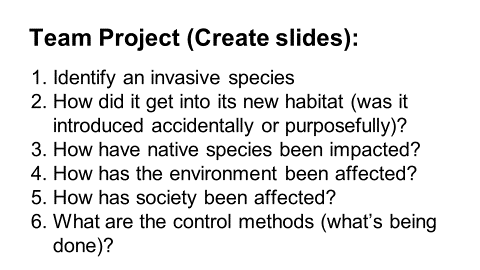 Team Project (Create slides):
1. Identify an invasive species
2. How did it get into its new habitat (was it
introduced accidentally or purposefully)?
3. How have native species been impacted?
4. How has the environment been affected?
5. How has society been affected?
6. What are the control methods (what’s being
done)?